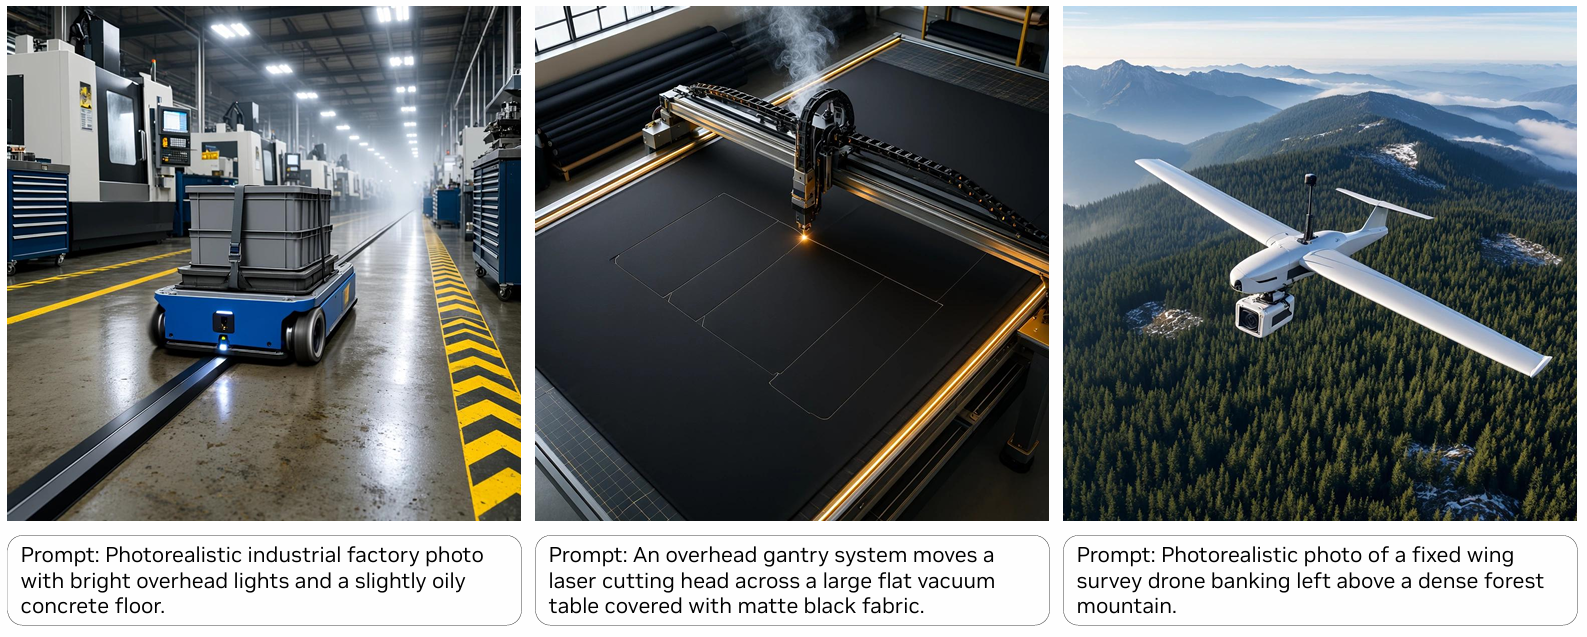 Prompt: Photorealistic industrial factory photo
with bright overhead lights and a slightly oily
concrete floor.
Prompt: An overhead gantry system moves a
laser cutting head across a large flat vacuum
table covered with matte black fabric.
Prompt: Photorealistic photo of a fixed wing
survey drone banking left above a dense forest
mountain.